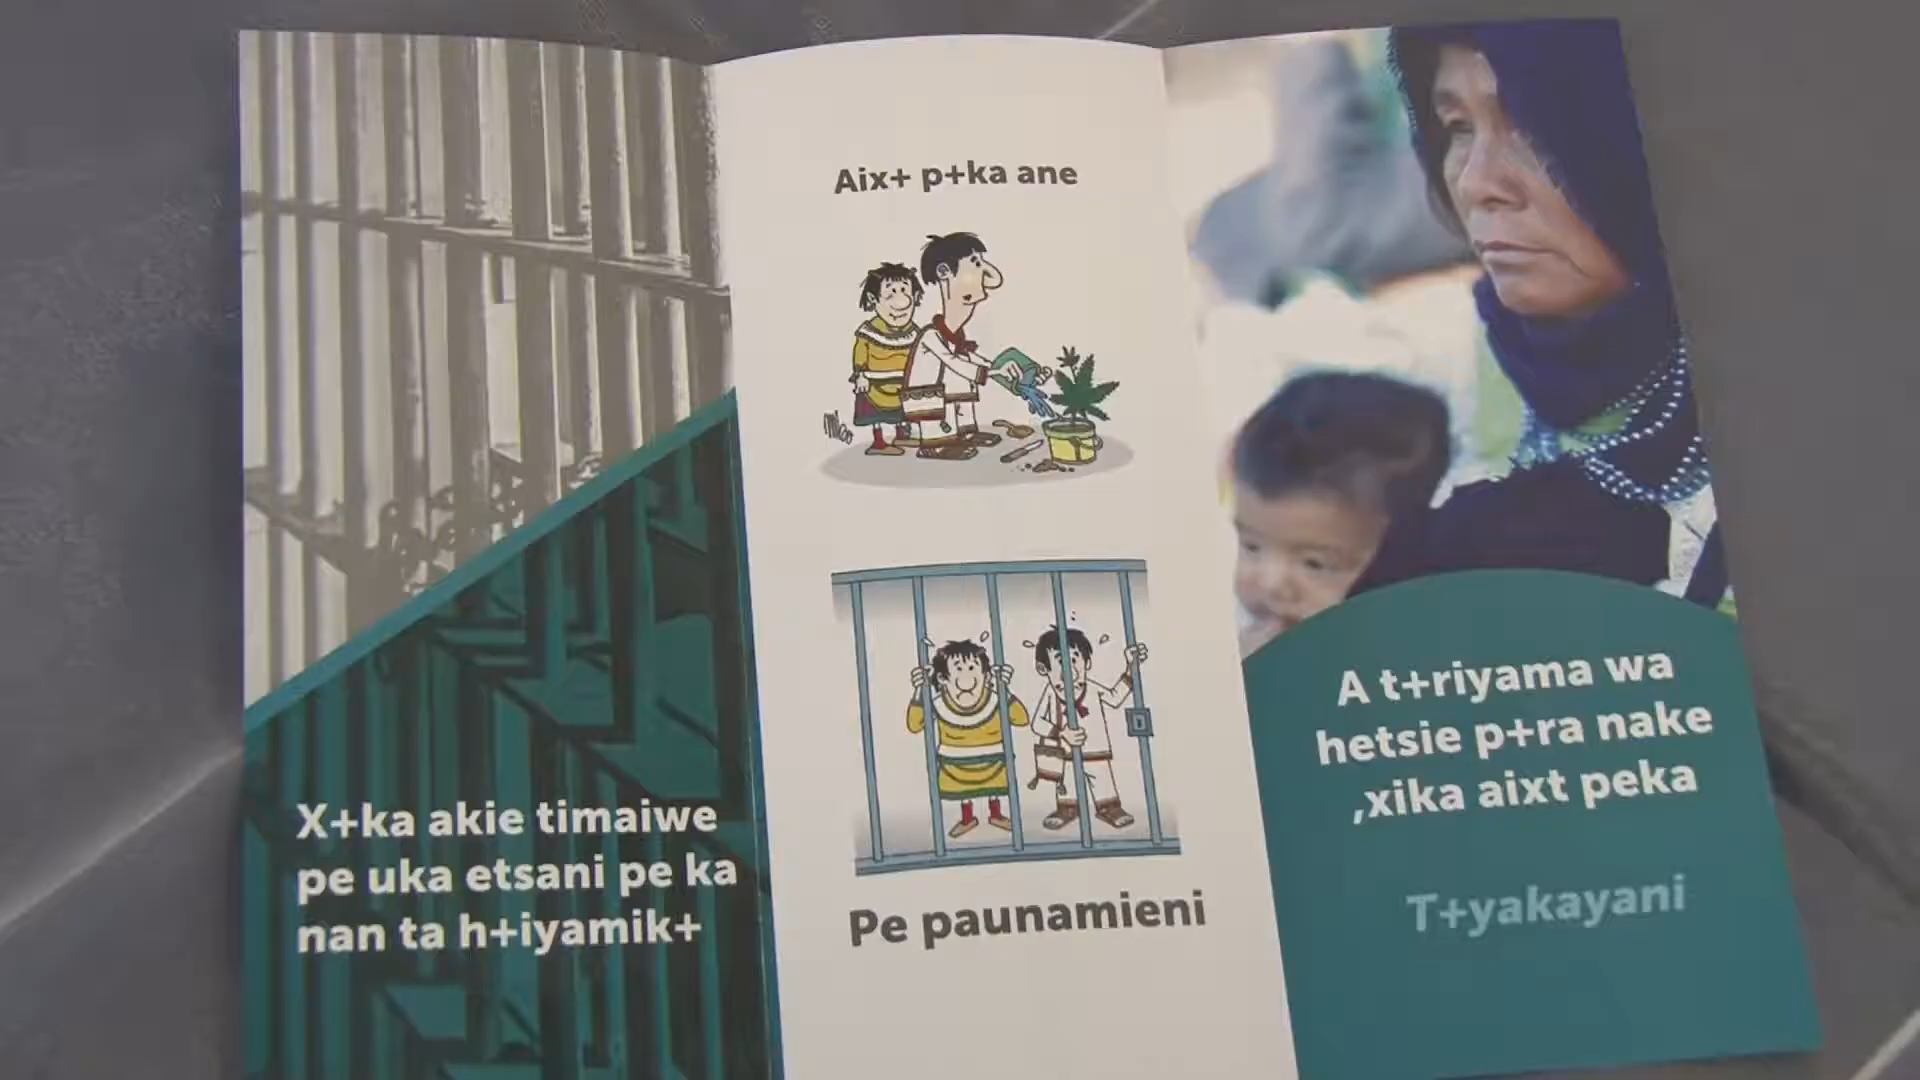 X+ka akie timaiwe
pe uka etsani pe ka
nan ta h+iyamik+
Aix+ p+ka ane
Pe paunamieni
A t+riyama wa
hetsie p+ra nake
,xika aixt peka
T+yakayani